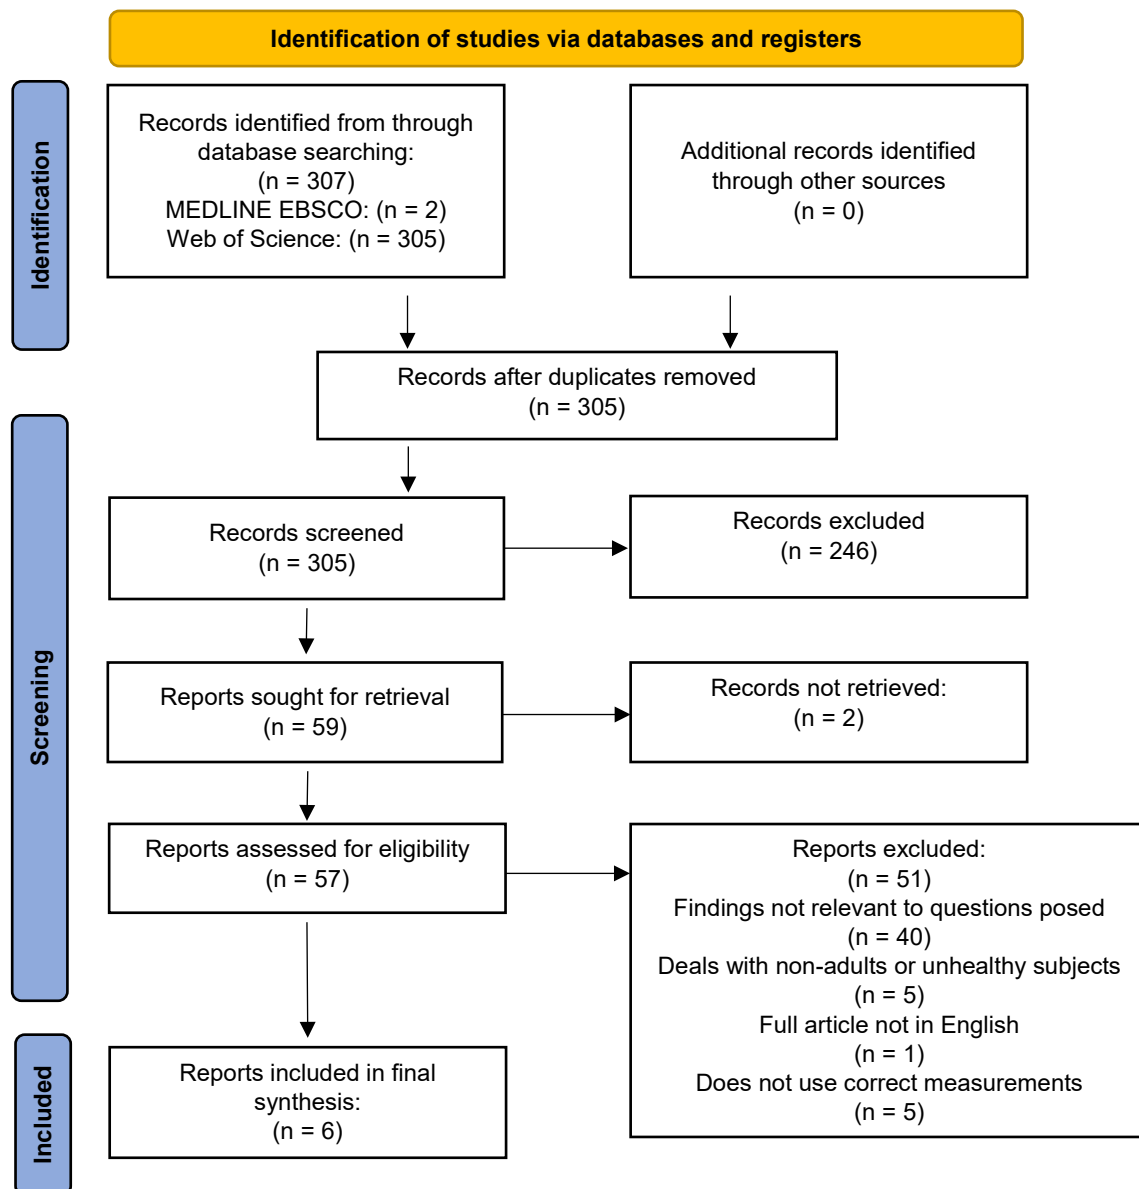 Identification of studies via databases and registers
Identification
Records identified from through
database searching:
(n = 307)
MEDLINE EBSCO: (n = 2)
Web of Science: (n = 305)
Additional records identified
through other sources
(n = 0)
Records after duplicates removed
(n = 305)
Screening
Records screened
(n = 305)
Records excluded
(n = 246)
Reports sought for retrieval
(n = 59)
Records not retrieved:
(n = 2)
Reports assessed for eligibility
(n = 57)
Reports excluded:
(n = 51)
Findings not relevant to questions posed
(n = 40)
Deals with non-adults or unhealthy subjects
(n = 5)
Full article not in English
(n = 1)
Does not use correct measurements
(n = 5)
Included
Reports included in final
synthesis:
(n = 6)